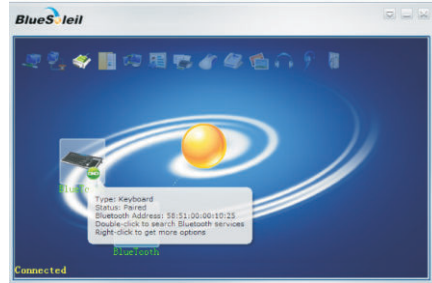 BlueSoleil
Type: Keyboard
Status: Paired
Bluetooth Address: 58:51:00:00:10:25
Double-click to search Bluetooth services
Right-click to get more options
BlueTooth
Connected